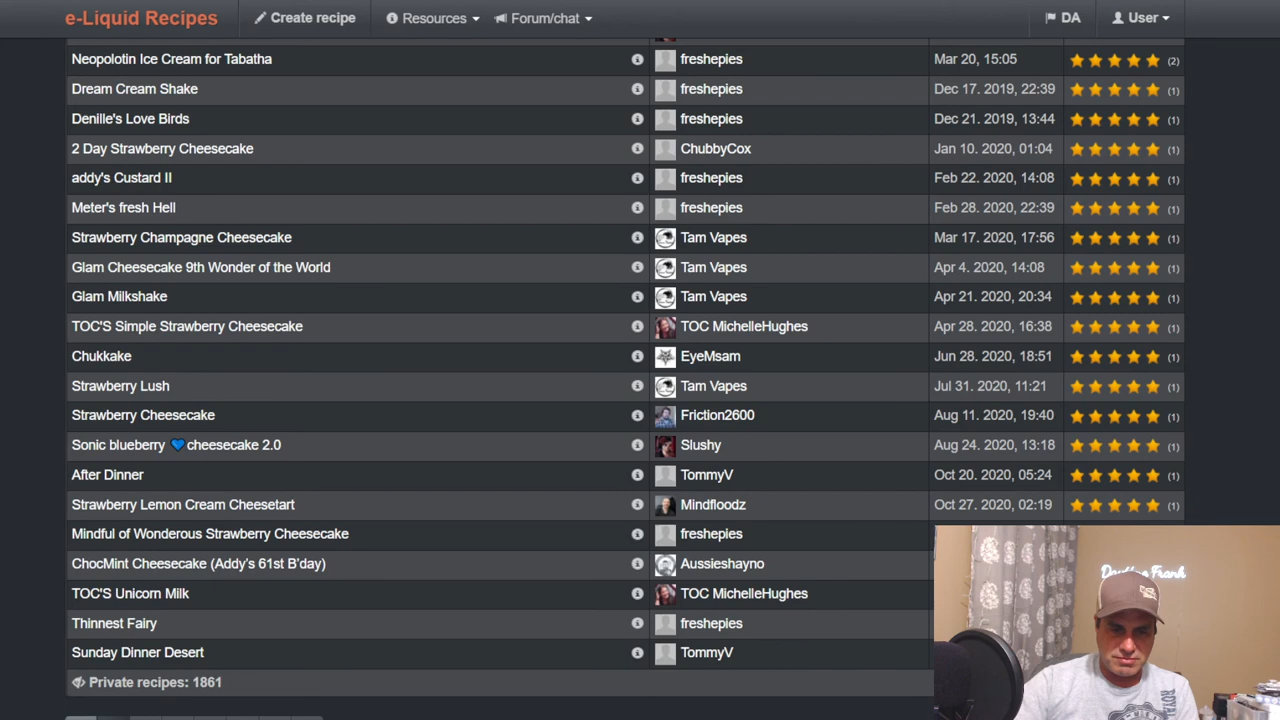 e-Liquid Recipes Create recipe Resources Forum/chat DA User
Neopolotin Ice Cream for Tabatha freshepies Mar 20, 15:05 (2)
Dream Cream Shake freshepies Dec 17. 2019, 22:39 (1)
Denille's Love Birds freshepies Dec 21. 2019, 13:44 (1)
2 Day Strawberry Cheesecake ChubbyCox Jan 10. 2020, 01:04 (1)
addy's Custard II freshepies Feb 22. 2020, 14:08 (1)
Meter's fresh Hell freshepies Feb 28. 2020, 22:39 (1)
Strawberry Champagne Cheesecake Tam Vapes Mar 17. 2020, 17:56 (1)
Glam Cheesecake 9th Wonder of the World Tam Vapes Apr 4. 2020, 14:08 (1)
Glam Milkshake Tam Vapes Apr 21. 2020, 20:34 (1)
TOC'S Simple Strawberry Cheesecake TOC MichelleHughes Apr 28. 2020, 16:38 (1)
Chukkake EyeMsam Jun 28. 2020, 18:51 (1)
Strawberry Lush Tam Vapes Jul 31. 2020, 11:21 (1)
Strawberry Cheesecake Friction2600 Aug 11. 2020, 19:40 (1)
Sonic blueberry 💙cheesecake 2.0 Slushy Aug 24. 2020, 13:18 (1)
After Dinner TommyV Oct 20. 2020, 05:24 (1)
Strawberry Lemon Cream Cheesetart Mindfloodz Oct 27. 2020, 02:19 (1)
Mindful of Wonderous Strawberry Cheesecake freshepies
ChocMint Cheesecake (Addy's 61st B'day) Aussieshayno
TOC'S Unicorn Milk TOC MichelleHughes
Thinnest Fairy freshepies
Sunday Dinner Desert TommyV
Private recipes: 1861
Frank